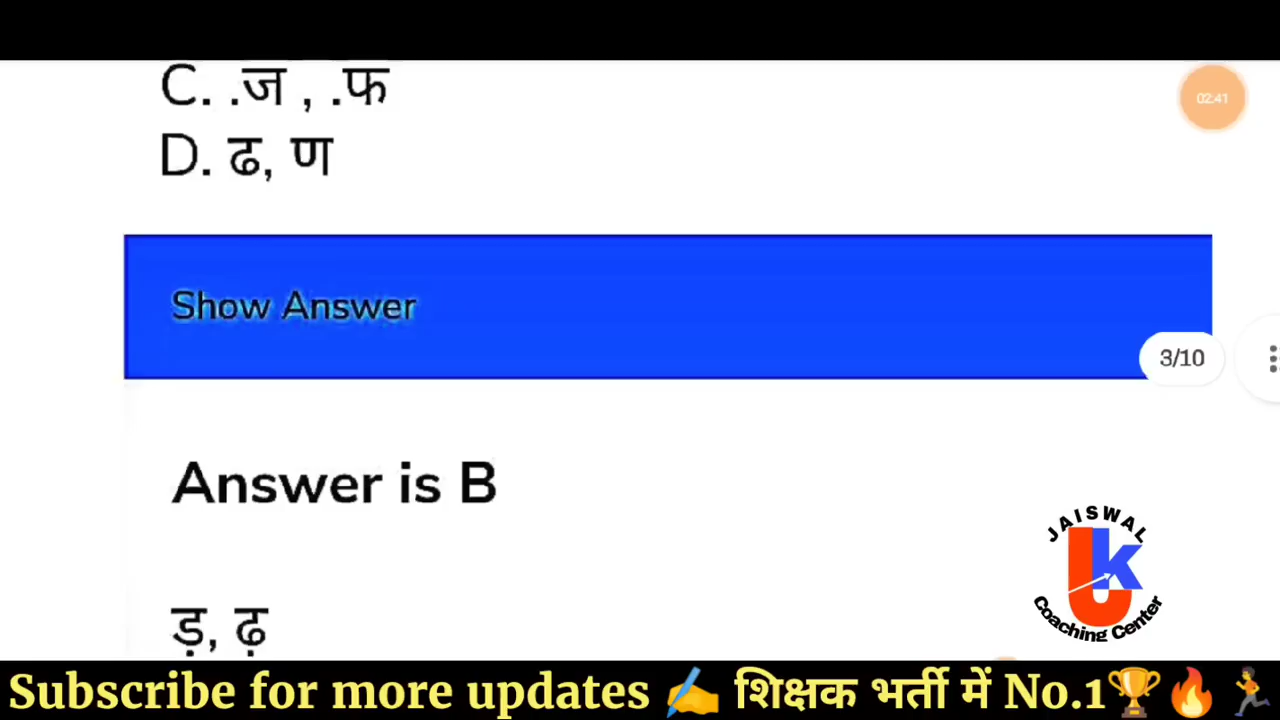 C. .ज , .फ
02:41
D. ढ, ण
Show Answer
3/10
Answer is B
JAISWAL
UK
Coaching Center
ड़, ढ़
Subscribe for more updates ✍️ शिक्षक भर्ती में No.1🏆🔥🏃